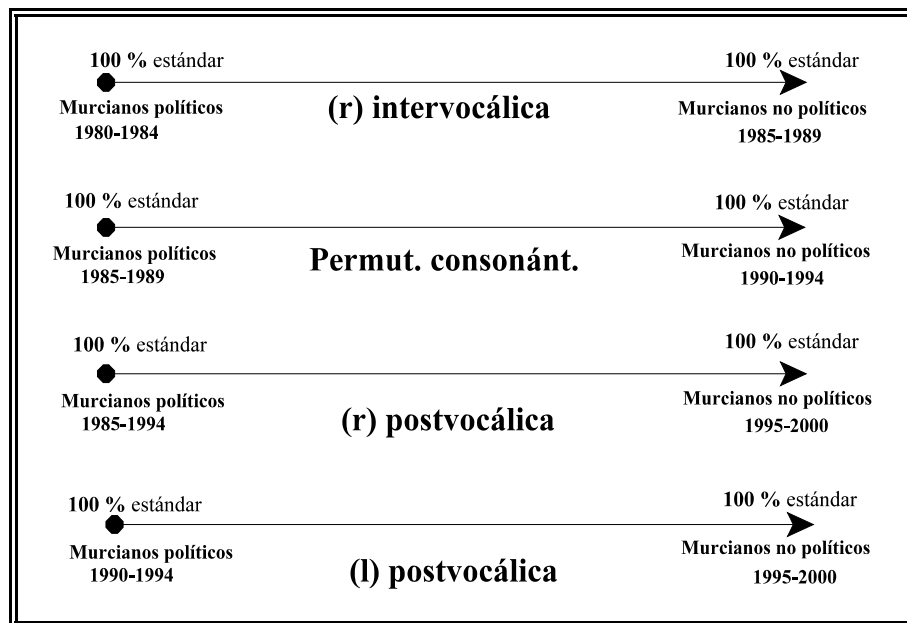 100 % estándar
100 % estándar
Murcianos políticos
1980-1984
(r) intervocálica
Murcianos no políticos
1985-1989
100 % estándar
100 % estándar
Murcianos políticos
1985-1989
Permut. consonánt.
Murcianos no políticos
1990-1994
100 % estándar
100 % estándar
Murcianos políticos
1985-1994
(r) postvocálica
Murcianos no políticos
1995-2000
100 % estándar
100 % estándar
Murcianos políticos
1990-1994
(l) postvocálica
Murcianos no políticos
1995-2000